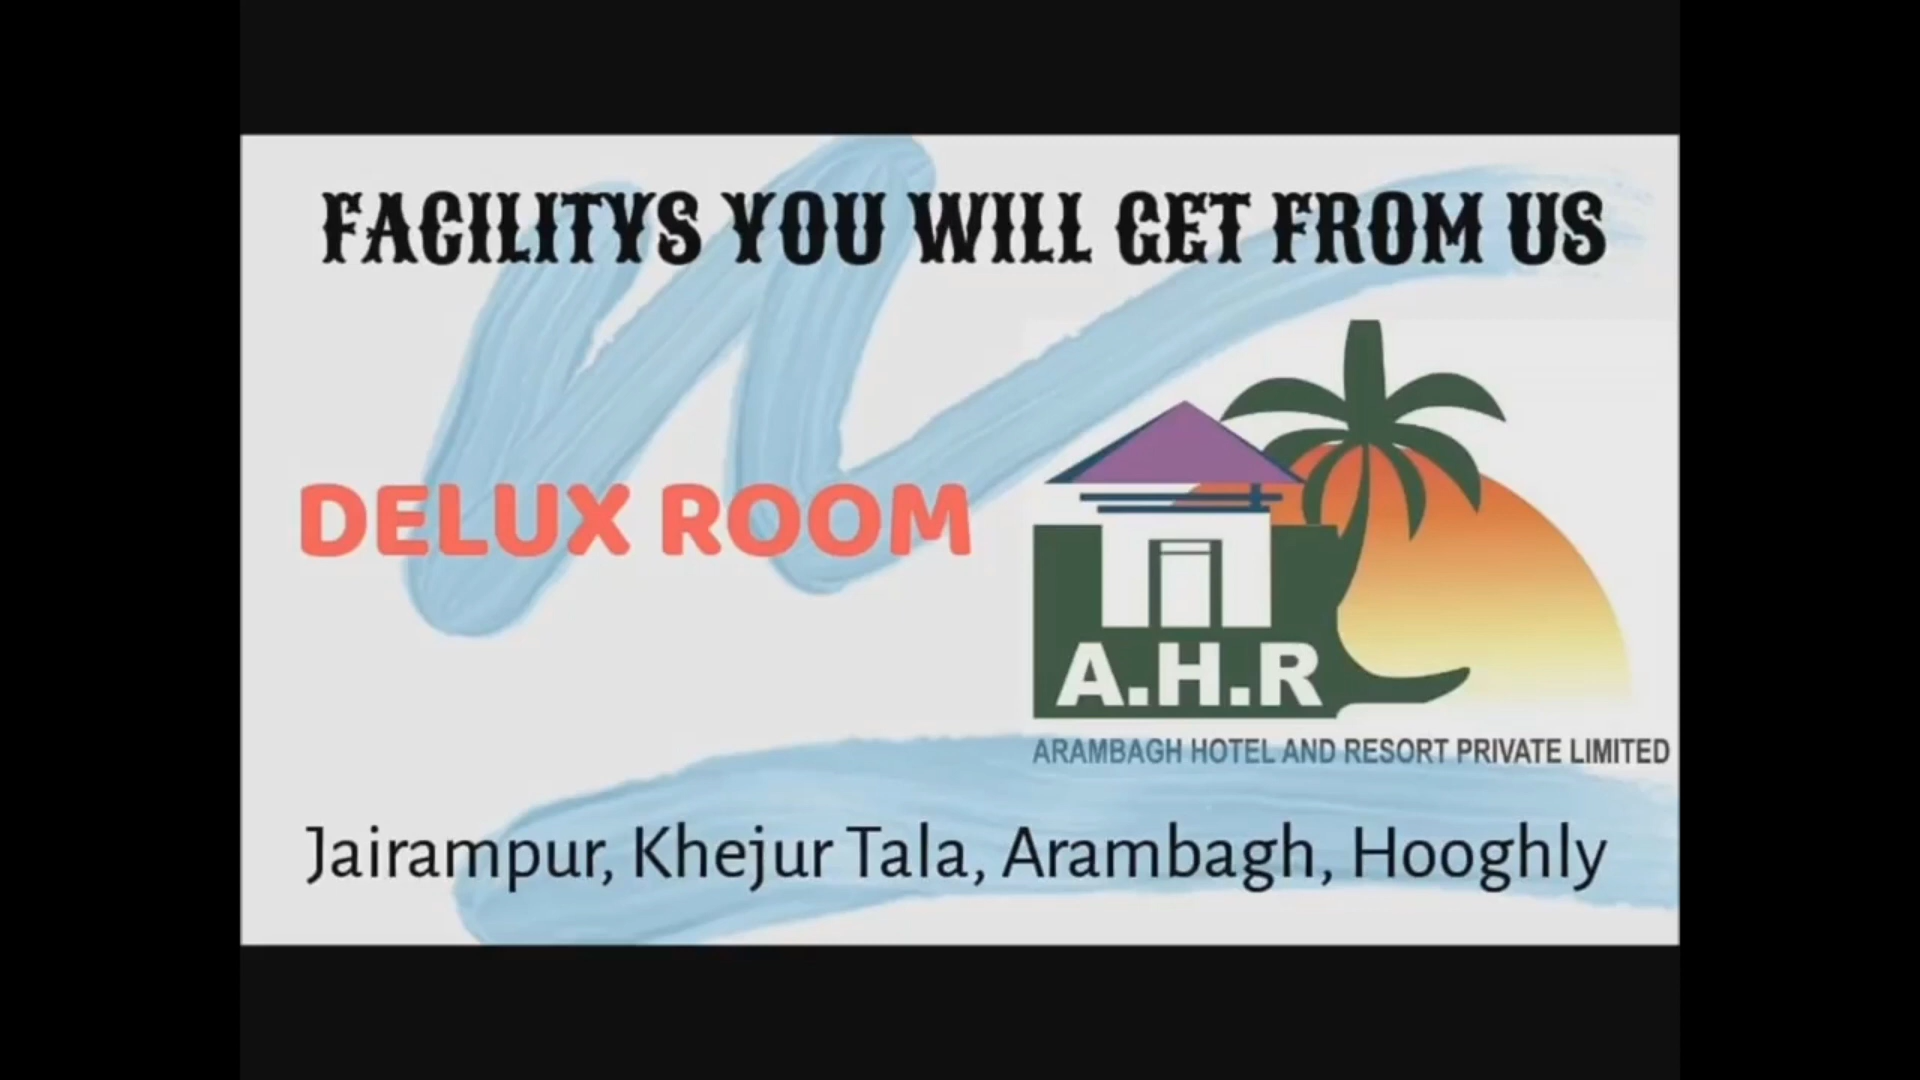 FACILITYS YOU WILL GET FROM US
DELUX ROOM
A.H.R
ARAMBAGH HOTEL AND RESORT PRIVATE LIMITED
Jairampur, Khejur Tala, Arambagh, Hooghly